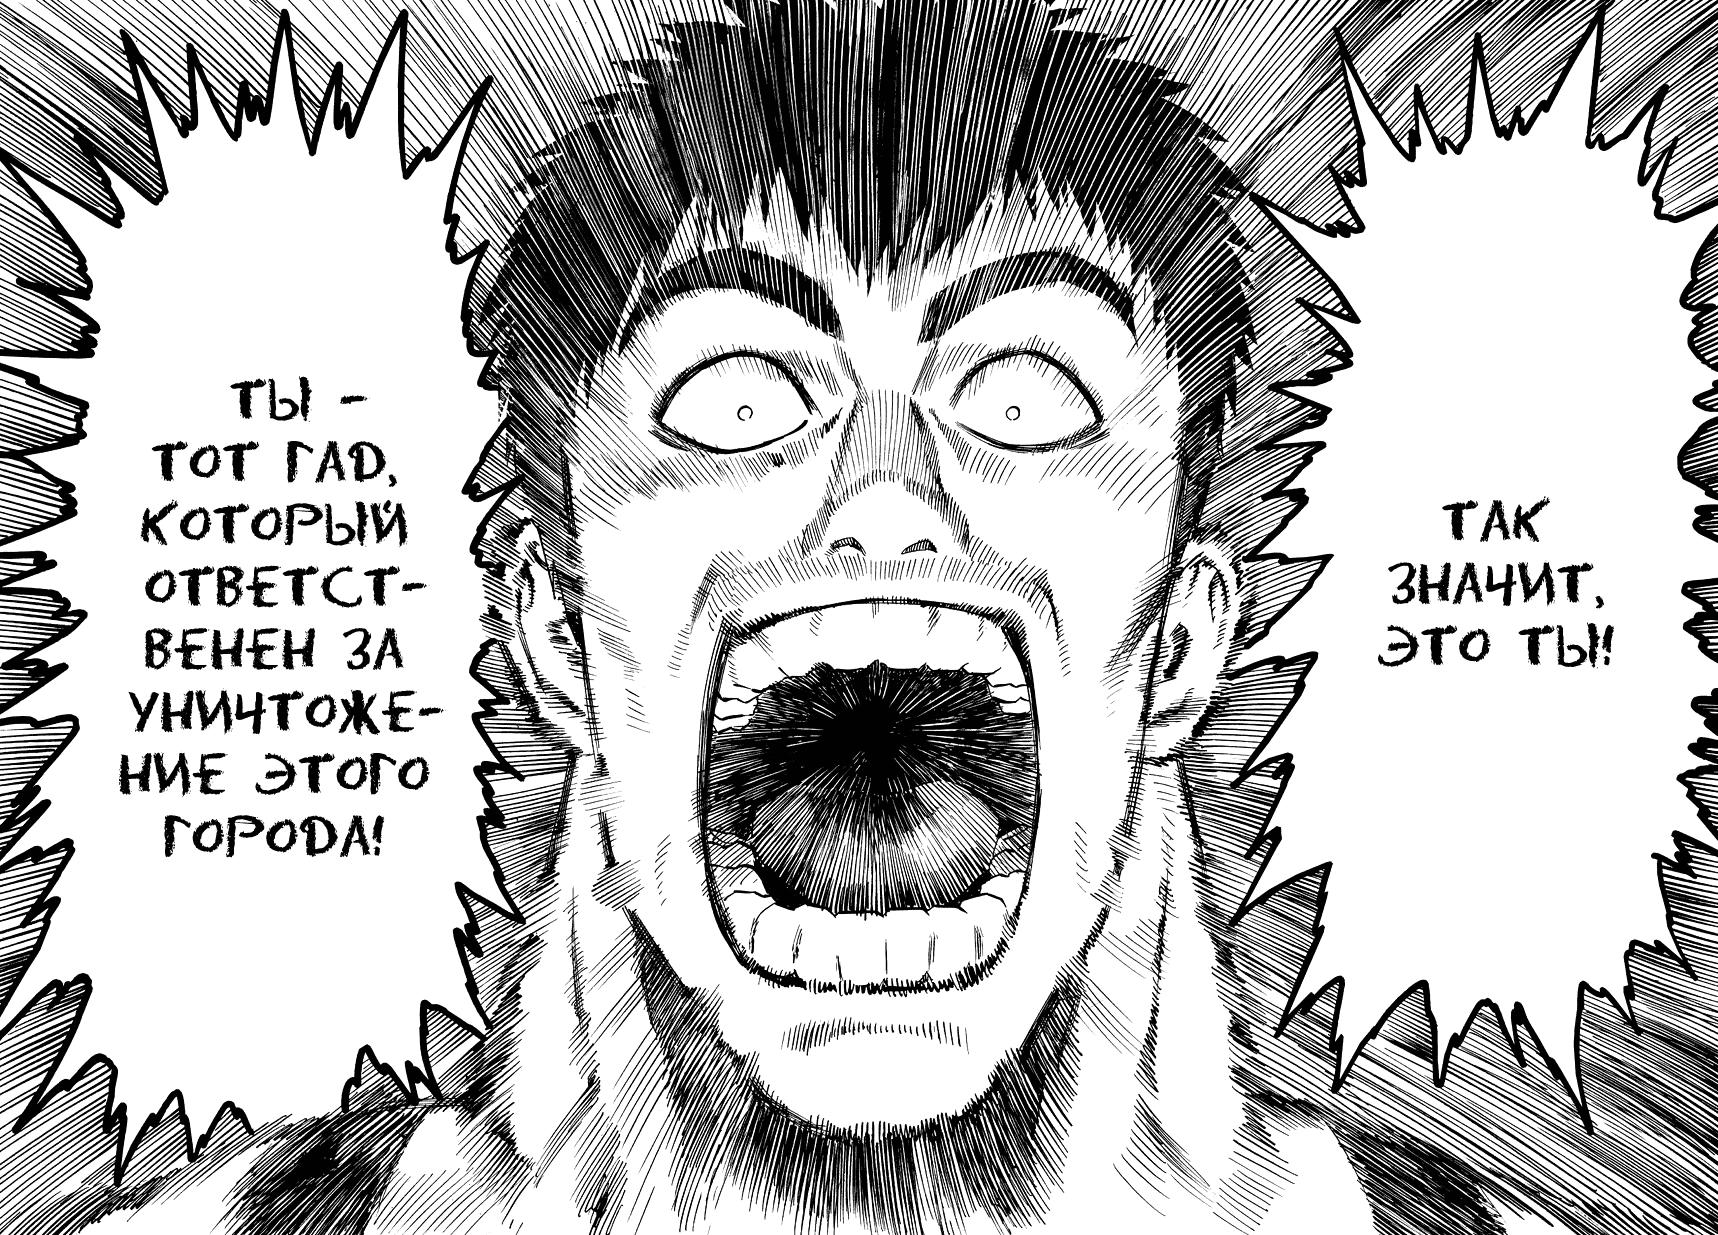 ТАК
ЗНАЧИТ,
ЭТО ТЫ!
ТЫ -
ТОТ ГАД,
КОТОРЫЙ
ОТВЕТСТ-
ВЕНЕН ЗА
УНИЧТОЖЕ-
НИЕ ЭТОГО
ГОРОДА!